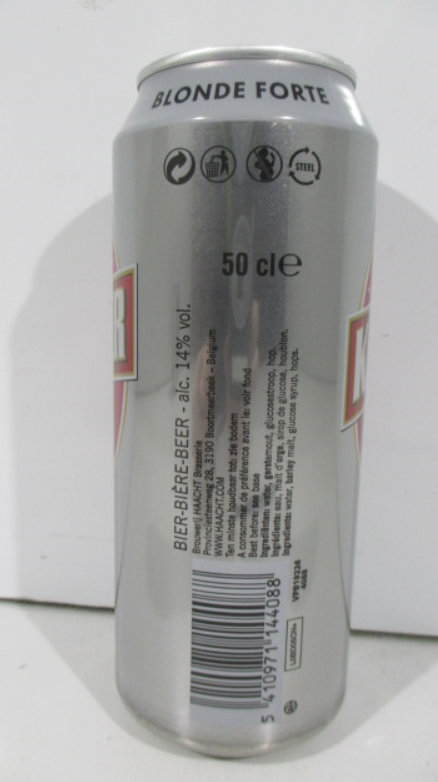 BLONDE FORTE
STEEL
50 cl e
R
K
BIER-BIÈRE-BEER - alc. 14% vol.
Brouwerij HAACHT Brasserie
Provinciesteenweg 28, 3190 Boortmeerbeek – Belgium
WWW.HAACHT.COM
Ten minste houdbaar tot: zie bodem
A consommer de préférence avant le: voir fond
Best before: see base
Ingrediënten: water, gerstemout, glucosestroop, hop.
Ingrédients: eau, malt d'orge, sirop de glucose, houblon.
Ingredients: water, barley malt, glucose syrup, hops.
5 410971 144088
4088